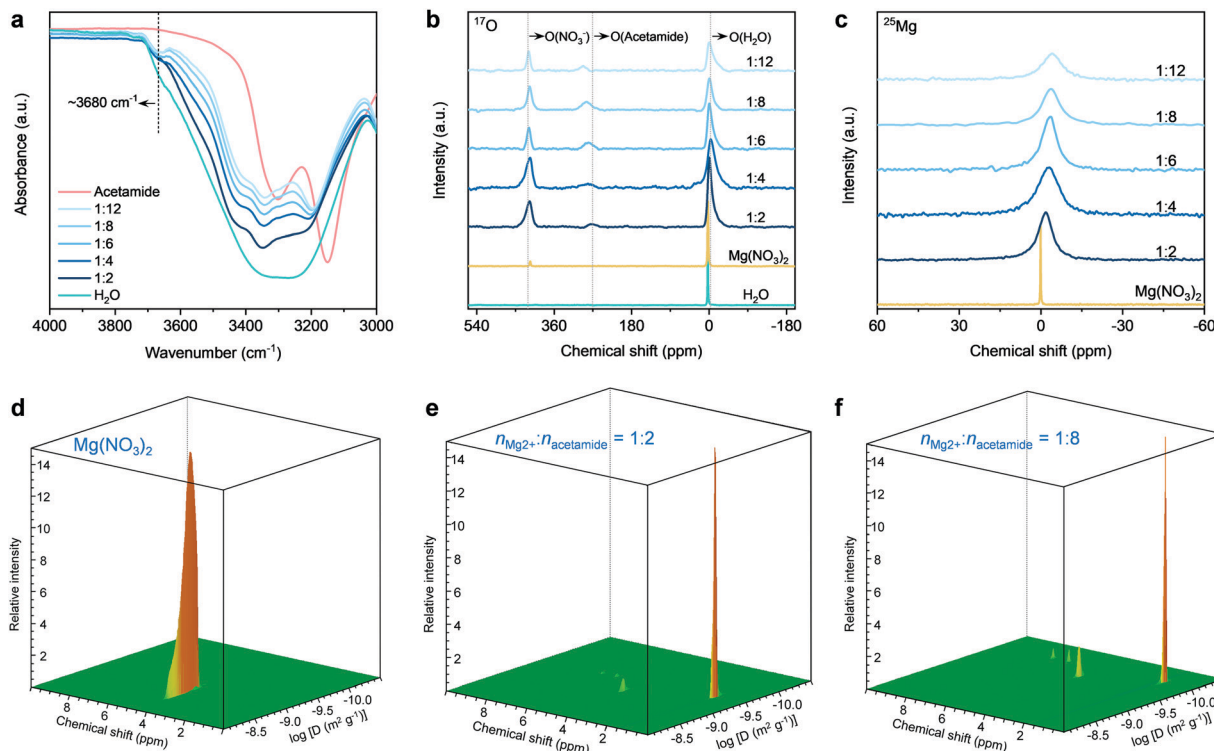 a
Absorbance (a.u.)
~3680 cm⁻¹
Acetamide
1:12
1:8
1:6
1:4
1:2
H₂O
4000 3800 3600 3400 3200 3000
Wavenumber (cm⁻¹)
b
Intensity (a.u.)
¹⁷O
O(NO₃⁻) O(Acetamide) O(H₂O)
1:12
1:8
1:6
1:4
1:2
Mg(NO₃)₂
H₂O
540 360 180 0 -180
Chemical shift (ppm)
c
Intensity (a.u.)
²⁵Mg
1:12
1:8
1:6
1:4
1:2
Mg(NO₃)₂
60 30 0 -30 -60
Chemical shift (ppm)
d
Mg(NO₃)₂
Relative intensity
14
12
10
8
6
4
2
8 6 4 2
Chemical shift (ppm)
-8.5 -9.0 -9.5 -10.0
log [D (m² g⁻¹)]
e
nMg2+:nacetamide = 1:2
Relative intensity
14
12
10
8
6
4
2
8 6 4 2
Chemical shift (ppm)
-8.5 -9.0 -9.5 -10.0
log [D (m² g⁻¹)]
f
nMg2+:nacetamide = 1:8
Relative intensity
14
12
10
8
6
4
2
8 6 4 2
Chemical shift (ppm)
-8.5 -9.0 -9.5 -10.0
log [D (m² g⁻¹)]